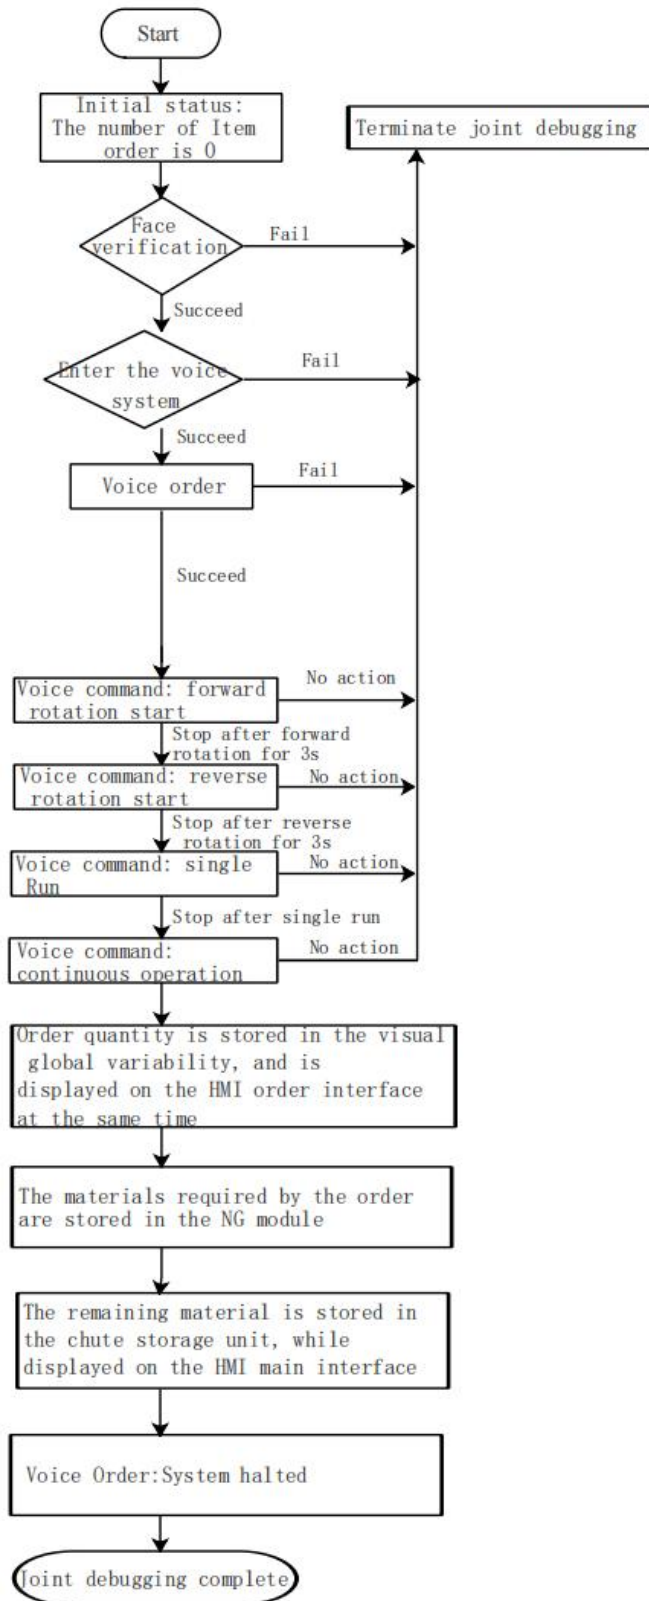 Start
Initial status:
The number of Item
order is 0
Terminate joint debugging
Face
verification
Fail
Succeed
Enter the voice
system
Fail
Succeed
Voice order
Fail
Succeed
Voice command: forward
rotation start
No action
Stop after forward
rotation for 3s
Voice command: reverse
rotation start
No action
Stop after reverse
rotation for 3s
Voice command: single
Run
No action
Stop after single run
Voice command:
continuous operation
No action
Order quantity is stored in the visual
global variability, and is
displayed on the HMI order interface
at the same time
The materials required by the order
are stored in the NG module
The remaining material is stored in
the chute storage unit, while
displayed on the HMI main interface
Voice Order:System halted
Joint debugging complete